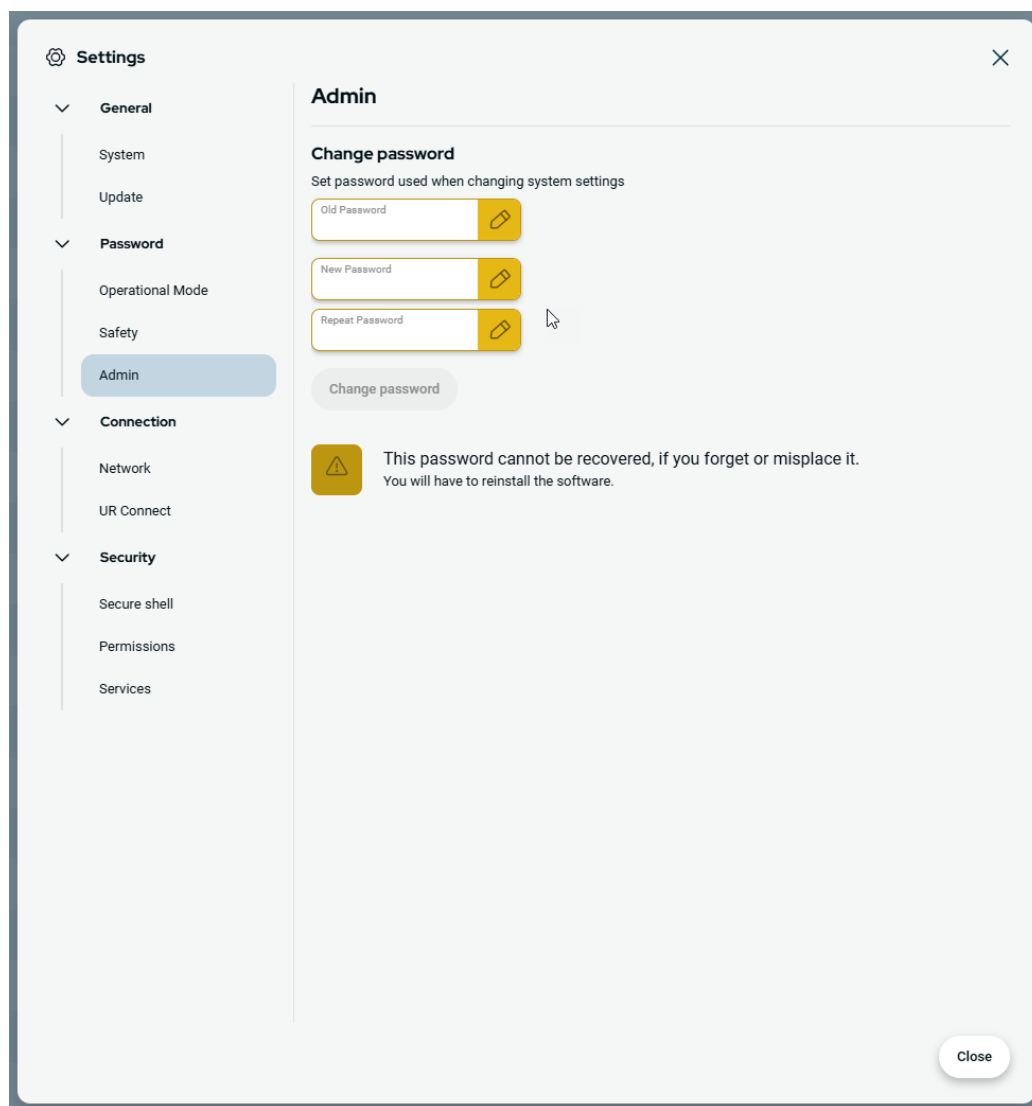 Settings
General
System
Update
Password
Operational Mode
Safety
Admin
Connection
Network
UR Connect
Security
Secure shell
Permissions
Services
Admin
Change password
Set password used when changing system settings
Old Password
New Password
Repeat Password
Change password
This password cannot be recovered, if you forget or misplace it.
You will have to reinstall the software.
Close